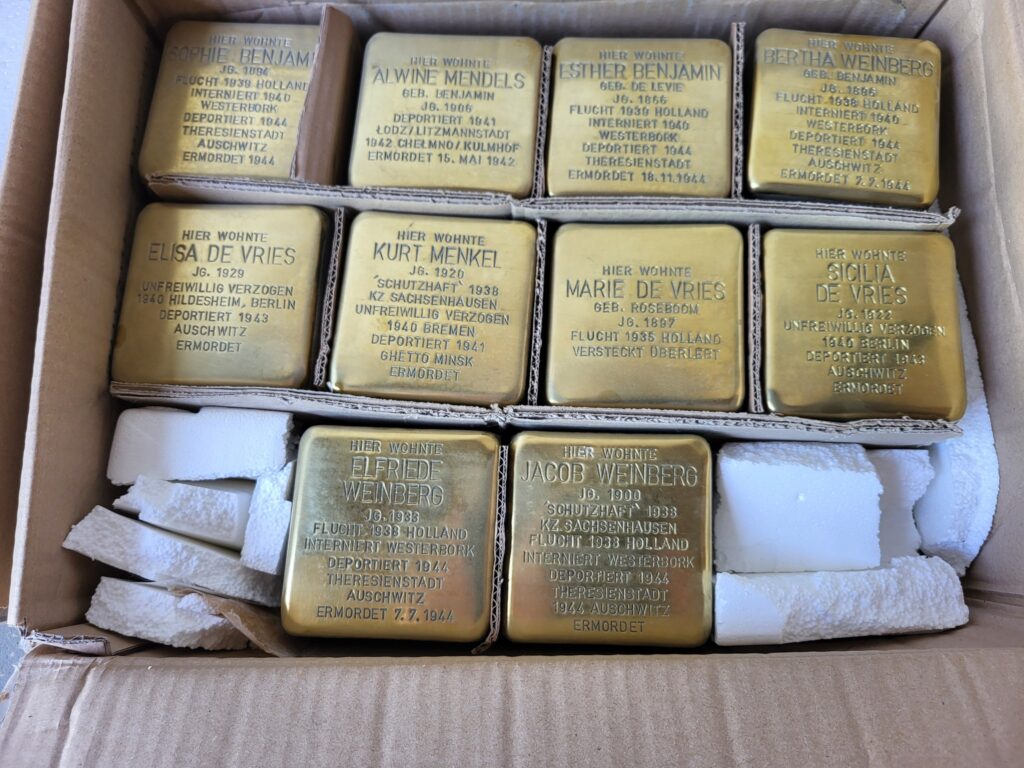 HIER WOHNTE
SOPHIE BENJAMI
JG. 1894
FLUCHT 1939 HOLLAND
INTERNIERT 1940
WESTERBORK
DEPORTIERT 1944
THERESIENSTADT
AUSCHWITZ
ERMORDET 1944
HIER WOHNTE
ALWINE MENDELS
GEB. BENJAMIN
JG. 1906
DEPORTIERT 1941
ŁODZ/LITZMANNSTADT
1942 CHELMNO/KULMHOF
ERMORDET 15. MAI 1942
HIER WOHNTE
ESTHER BENJAMIN
GEB. DE LEVIE
JG. 1866
FLUCHT 1939 HOLLAND
INTERNIERT 1940
WESTERBORK
DEPORTIERT 1944
THERESIENSTADT
ERMORDET 18.11.1944
HIER WOHNTE
BERTHA WEINBERG
GEB. BENJAMIN
JG. 1895
FLUCHT 1938 HOLLAND
INTERNIERT 1940
WESTERBORK
DEPORTIERT 1944
THERESIENSTADT
AUSCHWITZ
ERMORDET 7.7.1944
HIER WOHNTE
ELISA DE VRIES
JG. 1929
UNFREIWILLIG VERZOGEN
1940 HILDESHEIM, BERLIN
DEPORTIERT 1943
AUSCHWITZ
ERMORDET
HIER WOHNTE
KURT MENKEL
JG. 1920
'SCHUTZHAFT' 1938
KZ SACHSENHAUSEN
UNFREIWILLIG VERZOGEN
1940 BREMEN
DEPORTIERT 1941
GHETTO MINSK
ERMORDET
HIER WOHNTE
MARIE DE VRIES
GEB. ROSEBOOM
JG. 1897
FLUCHT 1935 HOLLAND
VERSTECKT ÜBERLEBT
HIER WOHNTE
SICILIA
DE VRIES
JG. 1922
UNFREIWILLIG VERZOGEN
1940 BERLIN
DEPORTIERT 1943
AUSCHWITZ
ERMORDET
HIER WOHNTE
ELFRIEDE
WEINBERG
JG. 1938
FLUCHT 1938 HOLLAND
INTERNIERT WESTERBORK
DEPORTIERT 1944
THERESIENSTADT
AUSCHWITZ
ERMORDET 7.7.1944
HIER WOHNTE
JACOB WEINBERG
JG. 1900
'SCHUTZHAFT' 1938
KZ SACHSENHAUSEN
FLUCHT 1938 HOLLAND
INTERNIERT WESTERBORK
DEPORTIERT 1944
THERESIENSTADT
1944 AUSCHWITZ
ERMORDET